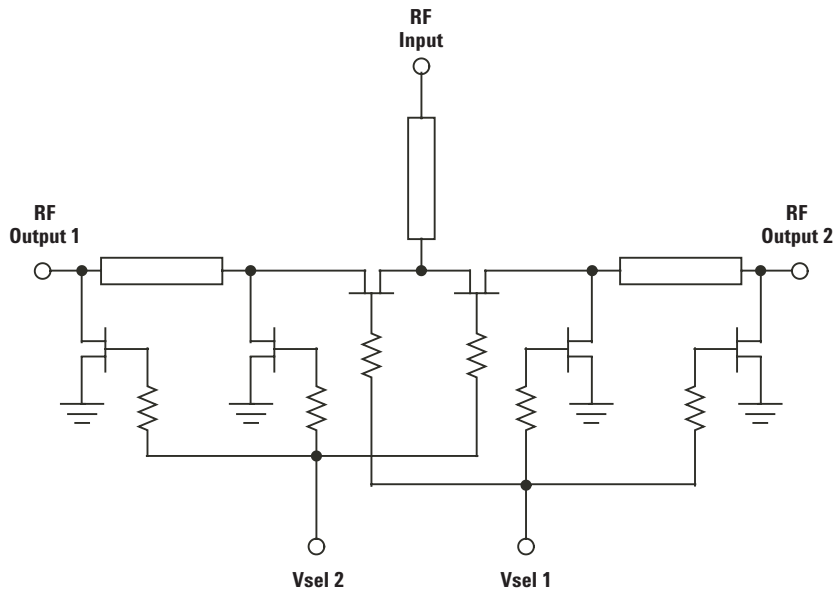 RF
Input
RF
Output 1
RF
Output 2
Vsel 2
Vsel 1